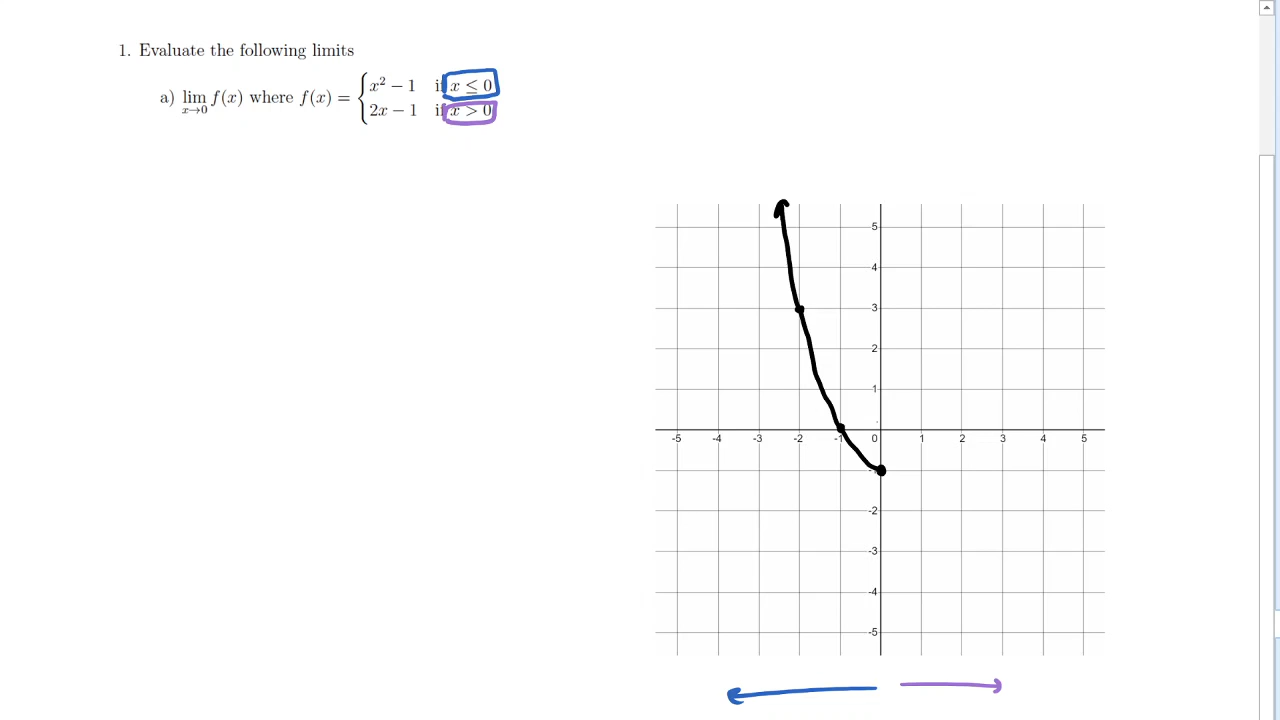 1. Evaluate the following limits
a) lim x→0 f(x) where f(x) = { x² − 1 if x ≤ 0
2x − 1 if x > 0
5
4
3
2
1
-5 -4 -3 -2 -1 0 1 2 3 4 5
-2
-3
-4
-5